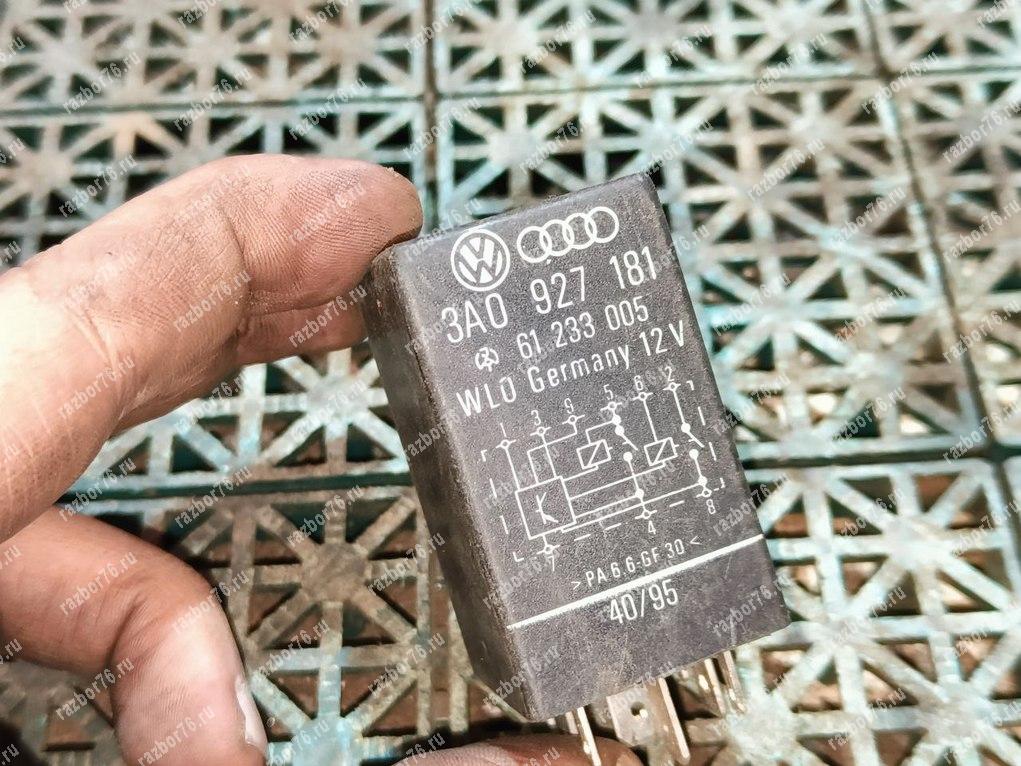 3A0 927 181
61 233 005
WLO Germany 12V
1 3 9 5 6 2
K
7 4 8
>PA 6.6-GF 30<
40/95
razbor76.ru